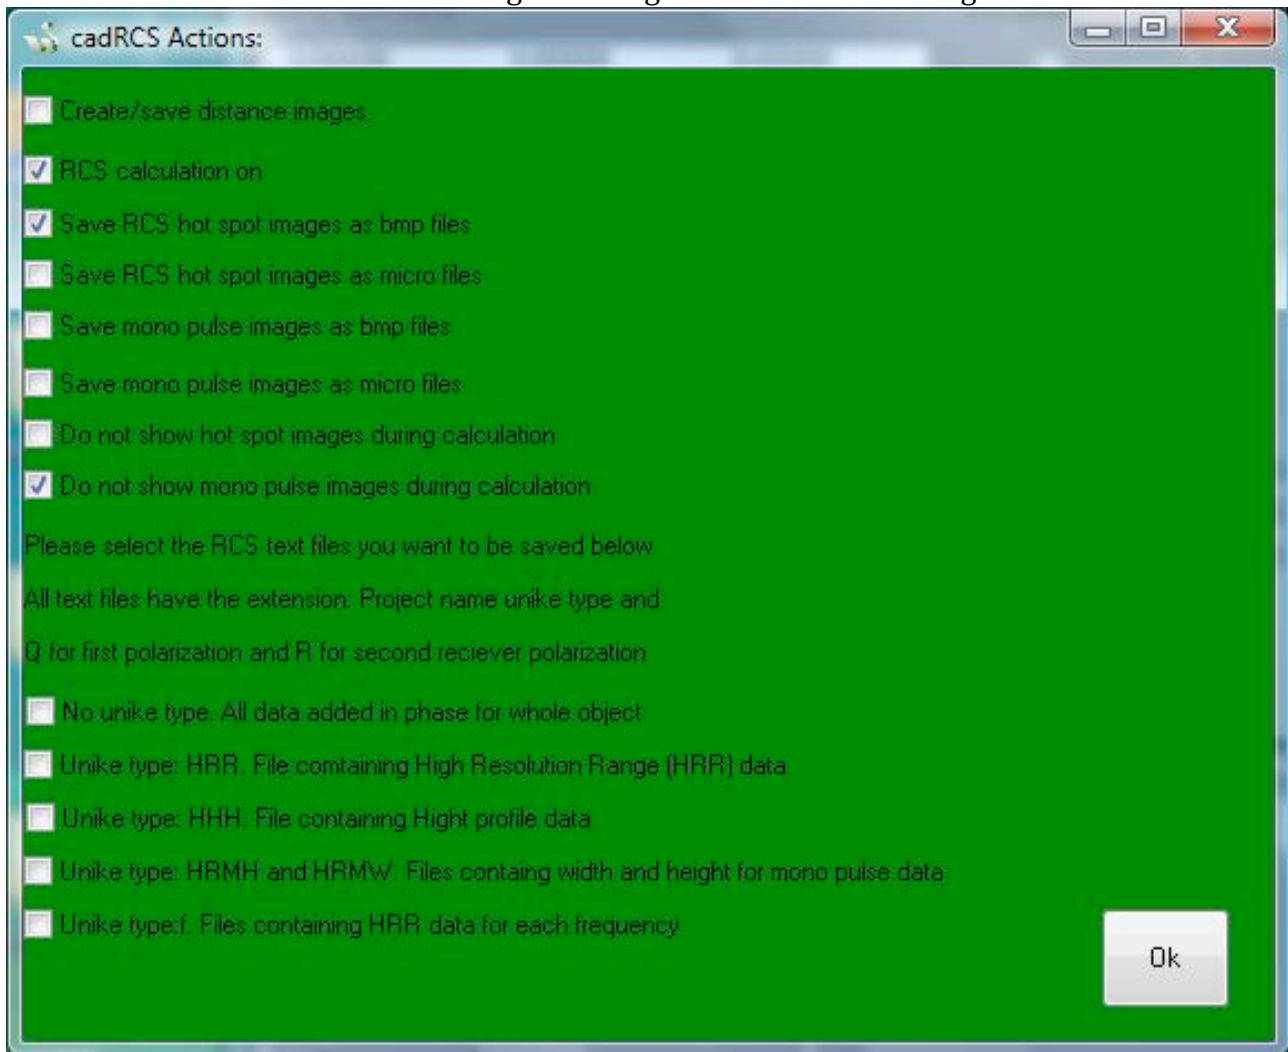 cadRCS Actions:
Create/save distance images
RCS calculation on
Save RCS hot spot images as bmp files
Save RCS hot spot images as micro files
Save mono pulse images as bmp files
Save mono pulse images as micro files
Do not show hot spot images during calculation
Do not show mono pulse images during calculation
Please select the RCS text files you want to be saved below
All text files have the extension: Project name unike type and
Q for first polarization and R for second reciever polarization
No unike type. All data added in phase for whole object
Unike type: HRR. File comtaining High Resolution Range (HRR) data
Unike type: HHH. File containing Hight profile data
Unike type: HRMH and HRMW. Files containg width and height for mono pulse data
Unike type:f. Files containing HRR data for each frequency
Ok